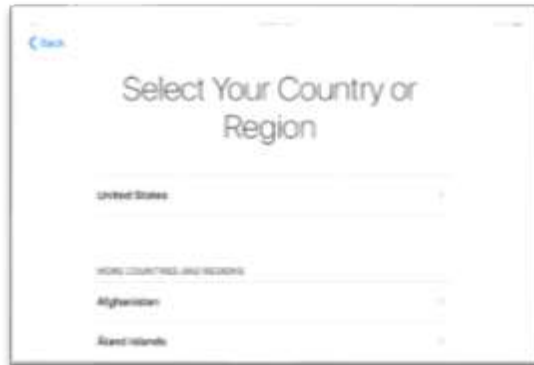 Back
Select Your Country or
Region
United States
MORE COUNTRIES AND REGIONS
Afghanistan
Åland Islands